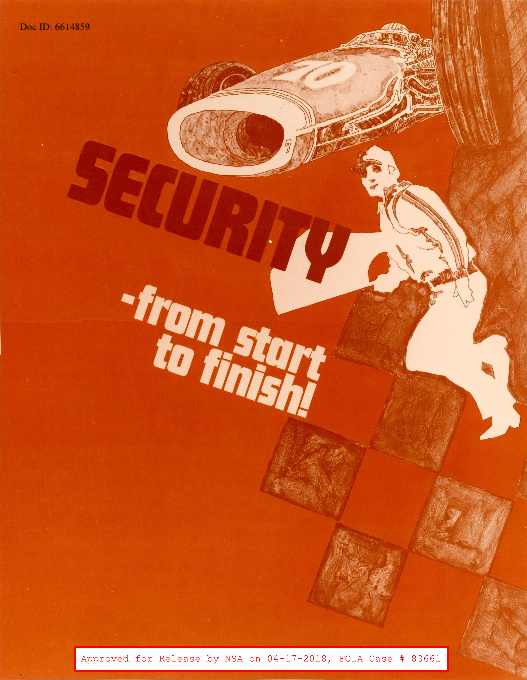 Doc ID: 6614859
10
SECURITY
-from start
to finish!
Approved for Release by NSA on 04-17-2018, FOIA Case # 83661